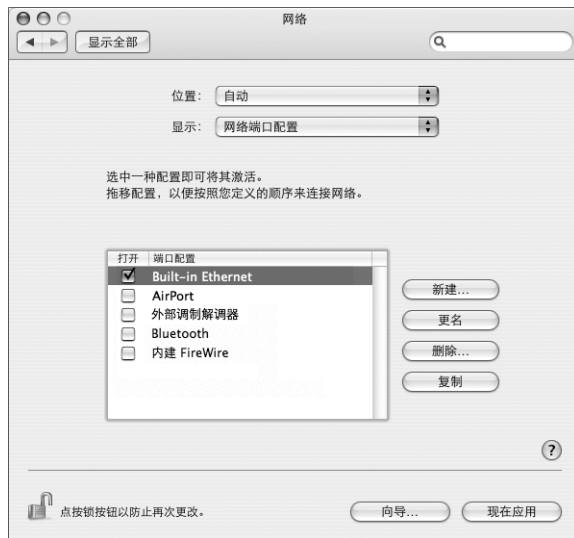 网络
显示全部
位置: 自动
显示: 网络端口配置
选中一种配置即可将其激活。
拖移配置，以便按照您定义的顺序来连接网络。
打开 端口配置
Built-in Ethernet
AirPort
外部调制解调器
Bluetooth
内建 FireWire
新建...
更名
删除...
复制
?
点按锁按钮以防止再次更改。
向导...
现在应用